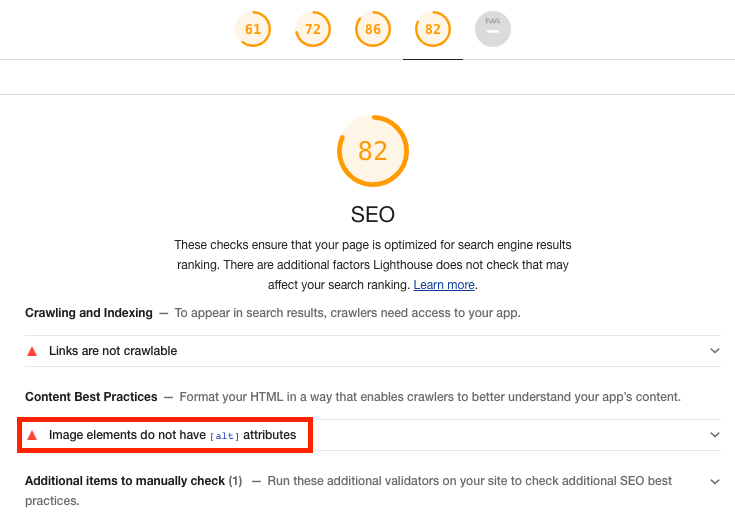 61 72 86 82 PWA
82
SEO
These checks ensure that your page is optimized for search engine results
ranking. There are additional factors Lighthouse does not check that may
affect your search ranking. Learn more.
Crawling and Indexing — To appear in search results, crawlers need access to your app.
Links are not crawlable
Content Best Practices — Format your HTML in a way that enables crawlers to better understand your app's content.
Image elements do not have [alt] attributes
Additional items to manually check (1) — Run these additional validators on your site to check additional SEO best
practices.